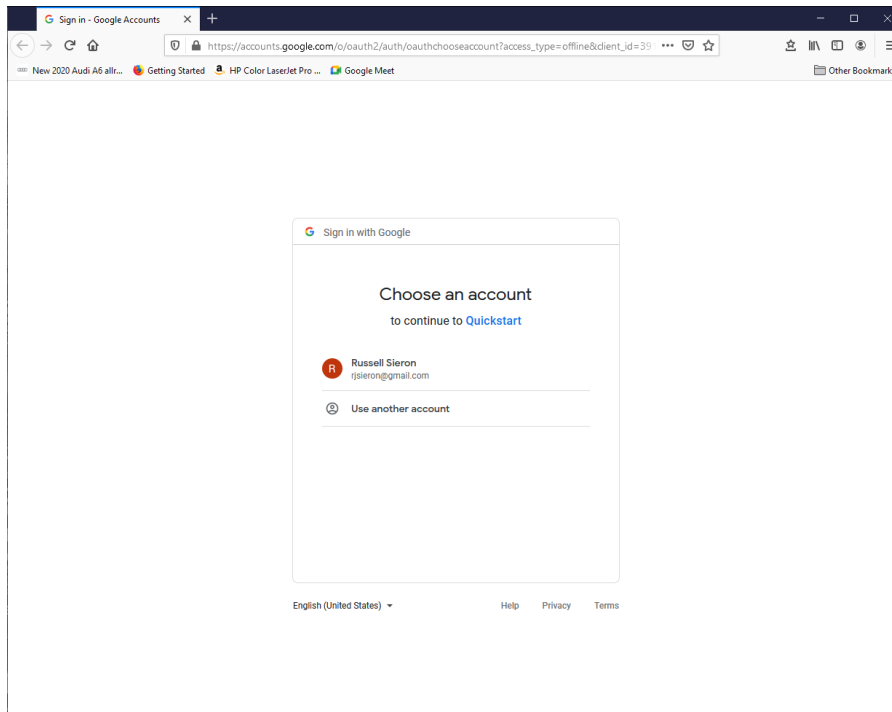 Sign in - Google Accounts
https://accounts.google.com/o/oauth2/auth/oauthchooseaccount?access_type=offline&client_id=39
New 2020 Audi A6 allr... Getting Started HP Color LaserJet Pro ... Google Meet Other Bookmark
Sign in with Google
Choose an account
to continue to Quickstart
R
Russell Sieron
rjsieron@gmail.com
Use another account
English (United States) Help Privacy Terms